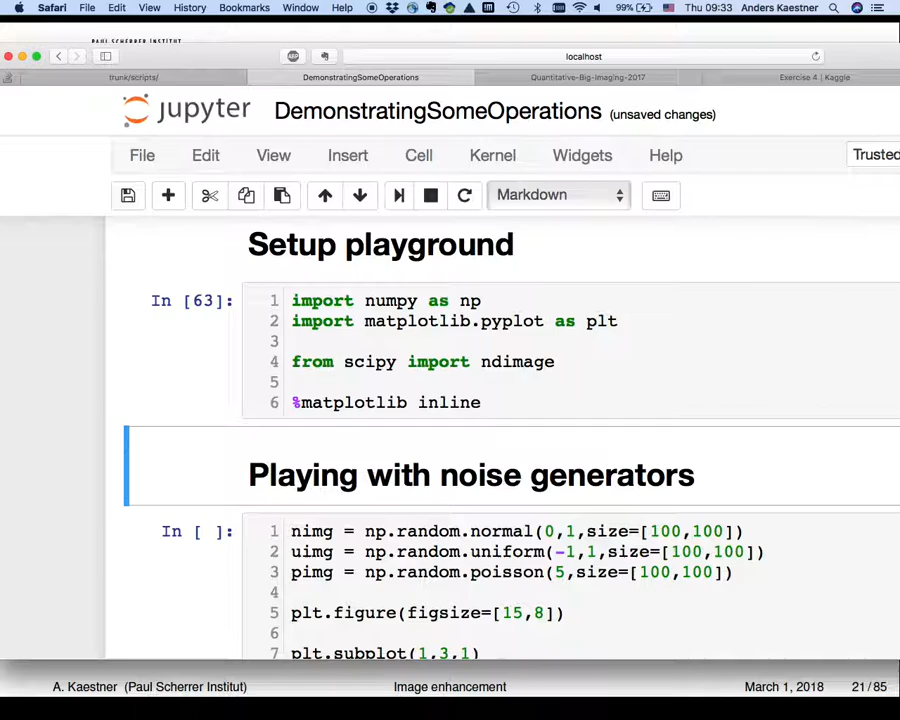 Safari File Edit View History Bookmarks Window Help 99% Thu 09:33 Anders Kaestner
PAUL SCHERRER INSTITUT
localhost
trunk/scripts/ DemonstratingSomeOperations Quantitative-Big-Imaging-2017 Exercise 4 | Kaggle
jupyter DemonstratingSomeOperations (unsaved changes)
File Edit View Insert Cell Kernel Widgets Help Trusted
Markdown
Setup playground
In [63]: 1 import numpy as np
2 import matplotlib.pyplot as plt
3
4 from scipy import ndimage
5
6 %matplotlib inline
Playing with noise generators
In [ ]: 1 nimg = np.random.normal(0,1,size=[100,100])
2 uimg = np.random.uniform(-1,1,size=[100,100])
3 pimg = np.random.poisson(5,size=[100,100])
4
5 plt.figure(figsize=[15,8])
6
7 plt.subplot(1,3,1)
A. Kaestner (Paul Scherrer Institut) Image enhancement March 1, 2018 21 / 85